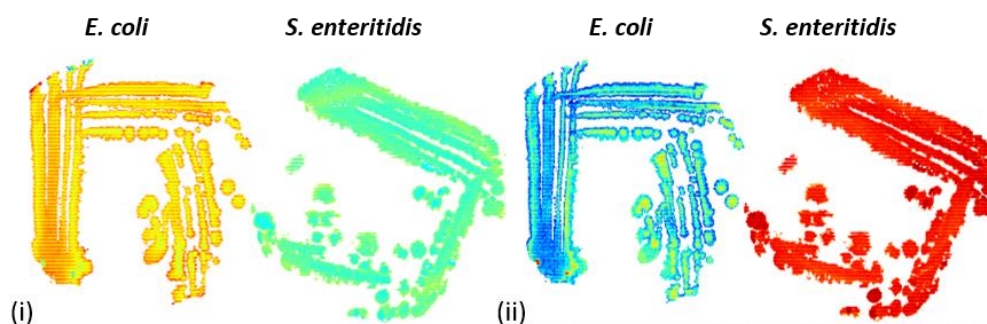 E. coli S. enteritidis E. coli S. enteritidis
(i) (ii)